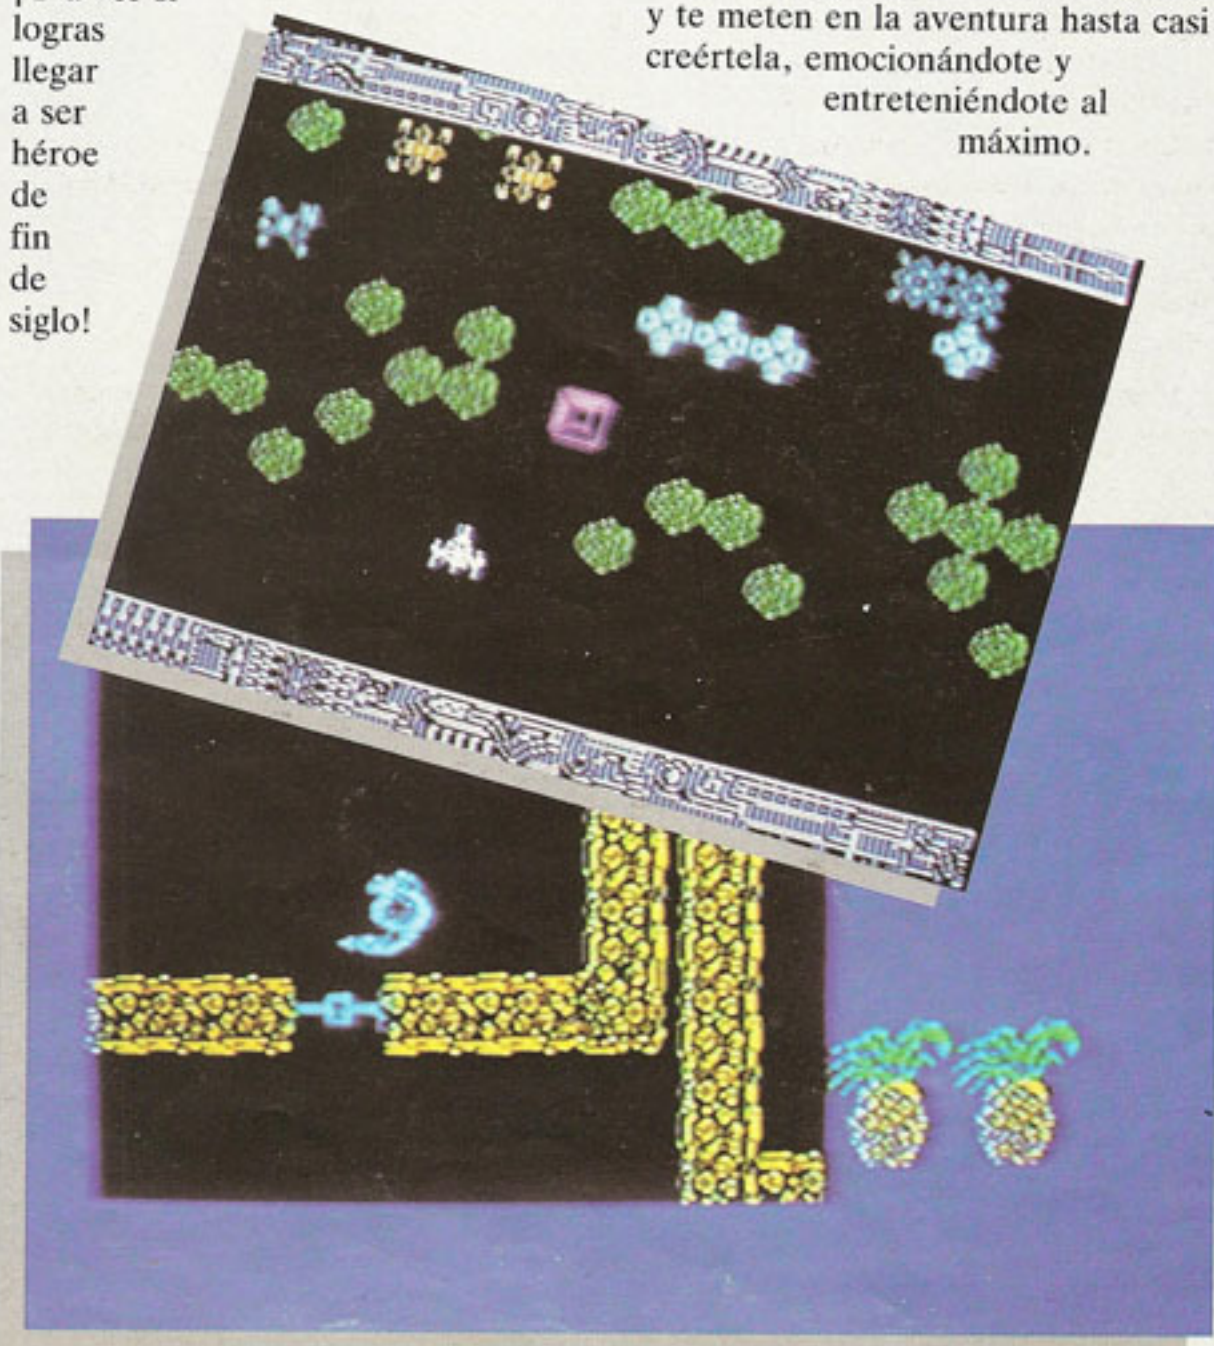 logras
llegar
a ser
héroe
de
fin
de
siglo!
y te meten en la aventura hasta casi
creértela, emocionándote y
entreteniéndote al
máximo.